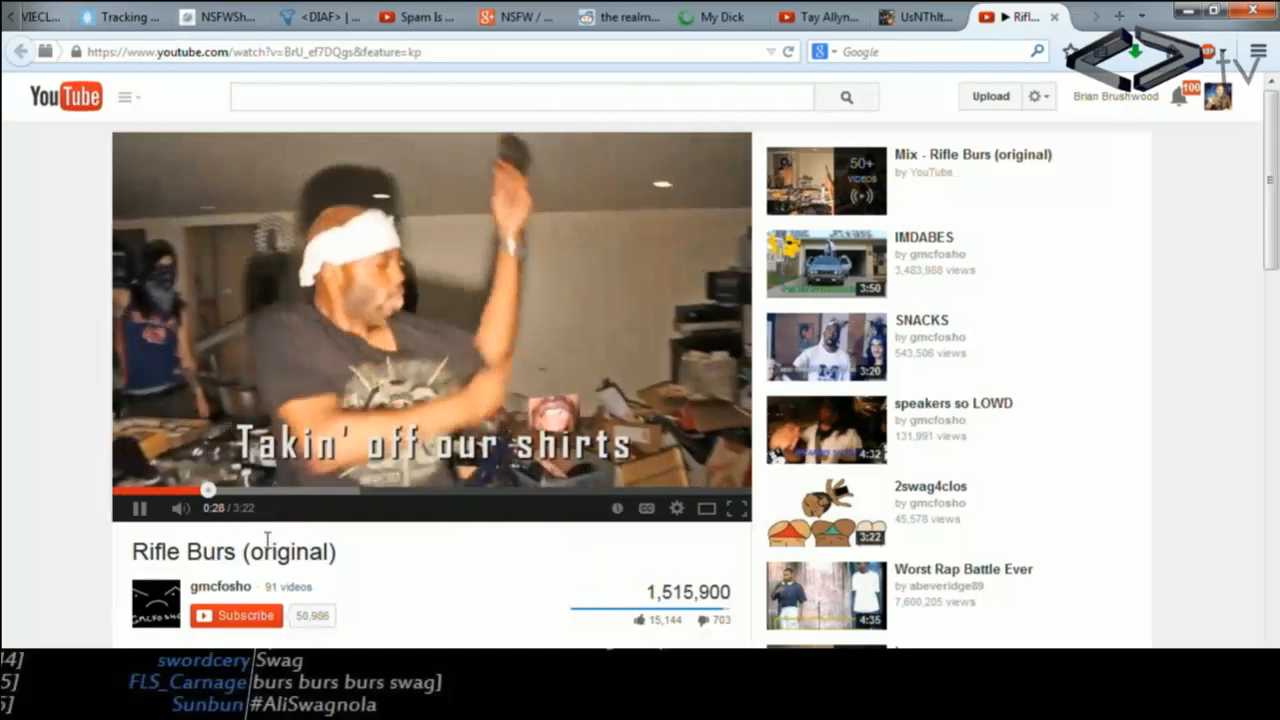 VIECL
Tracking ...
NSFWSh...
<DIAF> | ...
Spam Is ...
NSFW / ...
the realm...
My Dick
Tay Allyn...
UsNThIt...
▶ Rifl...
https://www.youtube.com/watch?v=BrU_ef7DQgs&feature=kp
Google
tv
YouTube
Upload
Brian Brushwood
100
Takin' off our shirts
0:28 / 3:22
Rifle Burs (original)
gmcfosho · 91 videos
Subscribe
50,986
1,515,900
15,144
703
50+
VIDEOS
Mix - Rifle Burs (original)
by YouTube
3:50
IMDABES
by gmcfosho
3,483,988 views
3:20
SNACKS
by gmcfosho
543,506 views
4:32
speakers so LOWD
by gmcfosho
131,991 views
3:22
2swag4clos
by gmcfosho
45,578 views
4:35
Worst Rap Battle Ever
by abeveridge89
7,600,205 views
44]
swordcery Swag
5]
FLS_Carnage burs burs burs swag]
Sunbun #AliSwagnola